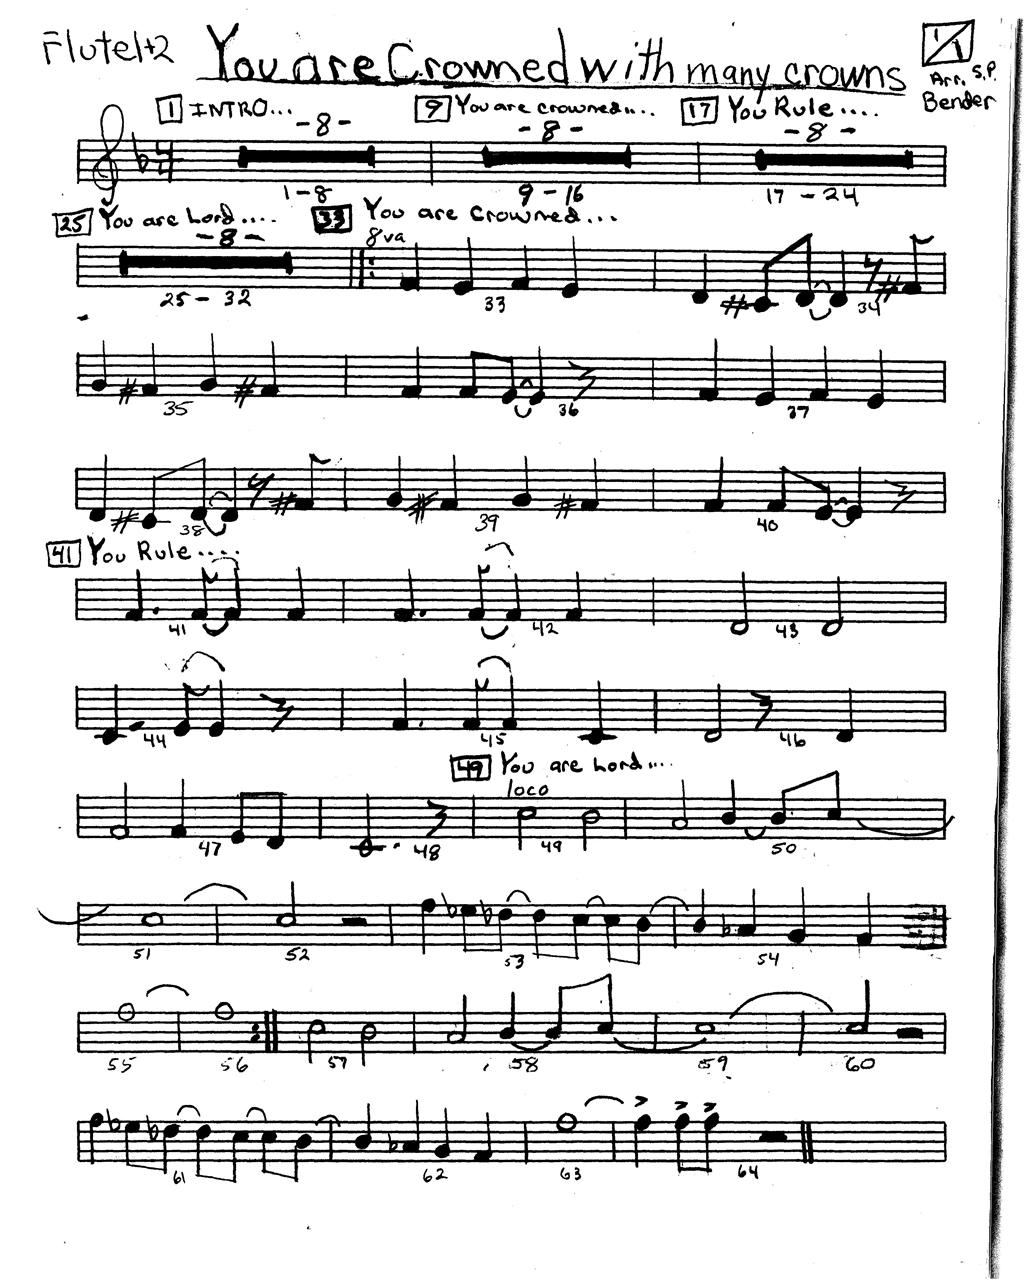 Flute 1+2 You are Crowned with many crowns 1/1
Arr. S.P. Bender
1 INTRO... 9 You are crowned.... 17 You Rule....
-8- -8- -8-
1-8 9-16 17-24
25 You are Lord.... 33 You are Crowned...
-8- 8va
25-32 33 34
35 36 37
38 39 40
41 You Rule....
41 42 43
44 45 46
49 You are Lord....
loco
47 48 49 50
51 52 53 54
55 56 57 58 59 60
61 62 63 64